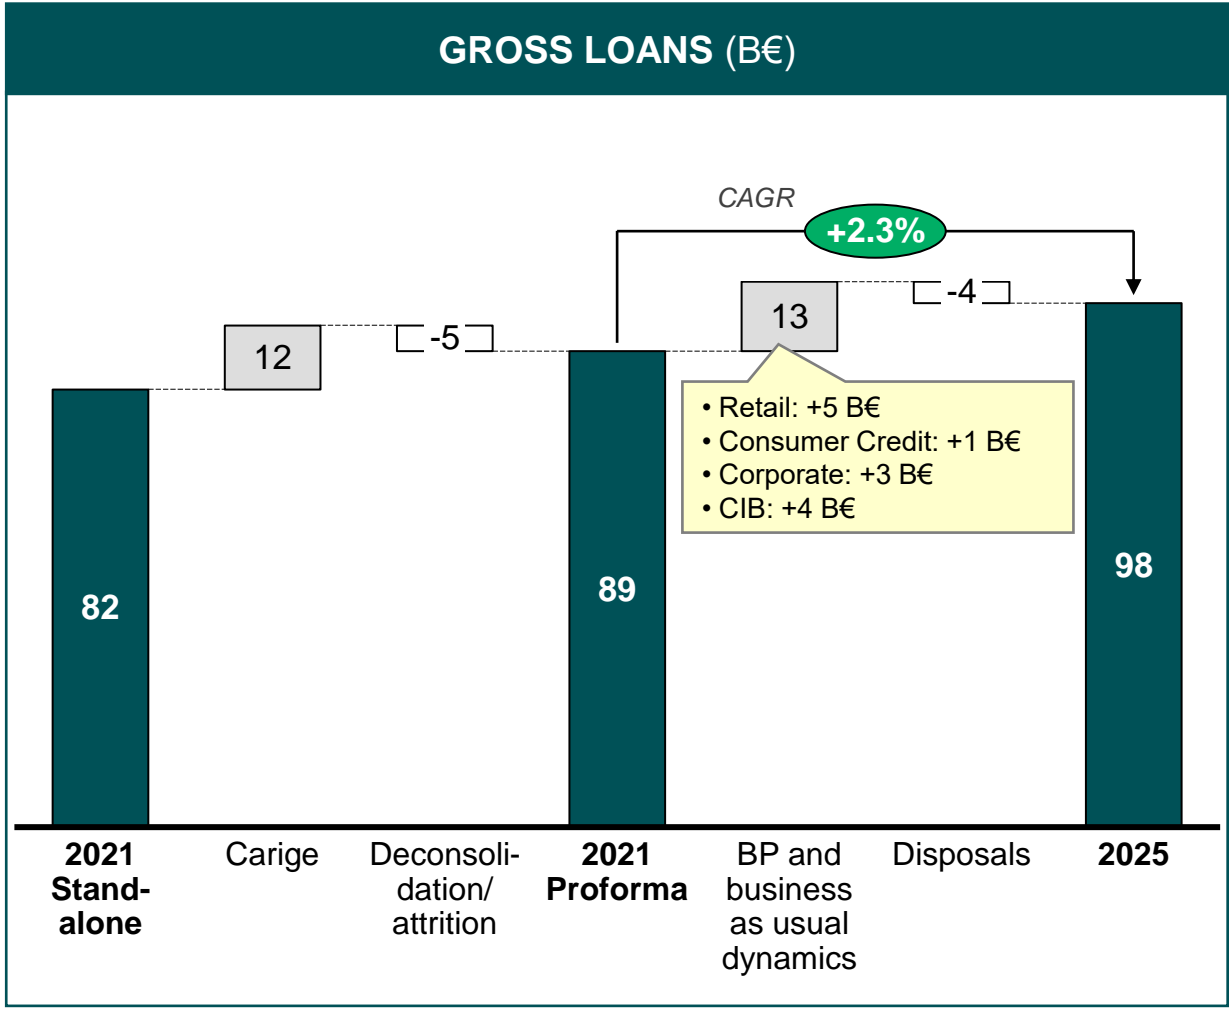 GROSS LOANS (B€)
CAGR
+2.3%
12
-5
13
-4
• Retail: +5 B€
• Consumer Credit: +1 B€
• Corporate: +3 B€
• CIB: +4 B€
82
89
98
2021
Stand-
alone
Carige
Deconsoli-
dation/
attrition
2021
Proforma
BP and
business
as usual
dynamics
Disposals
2025